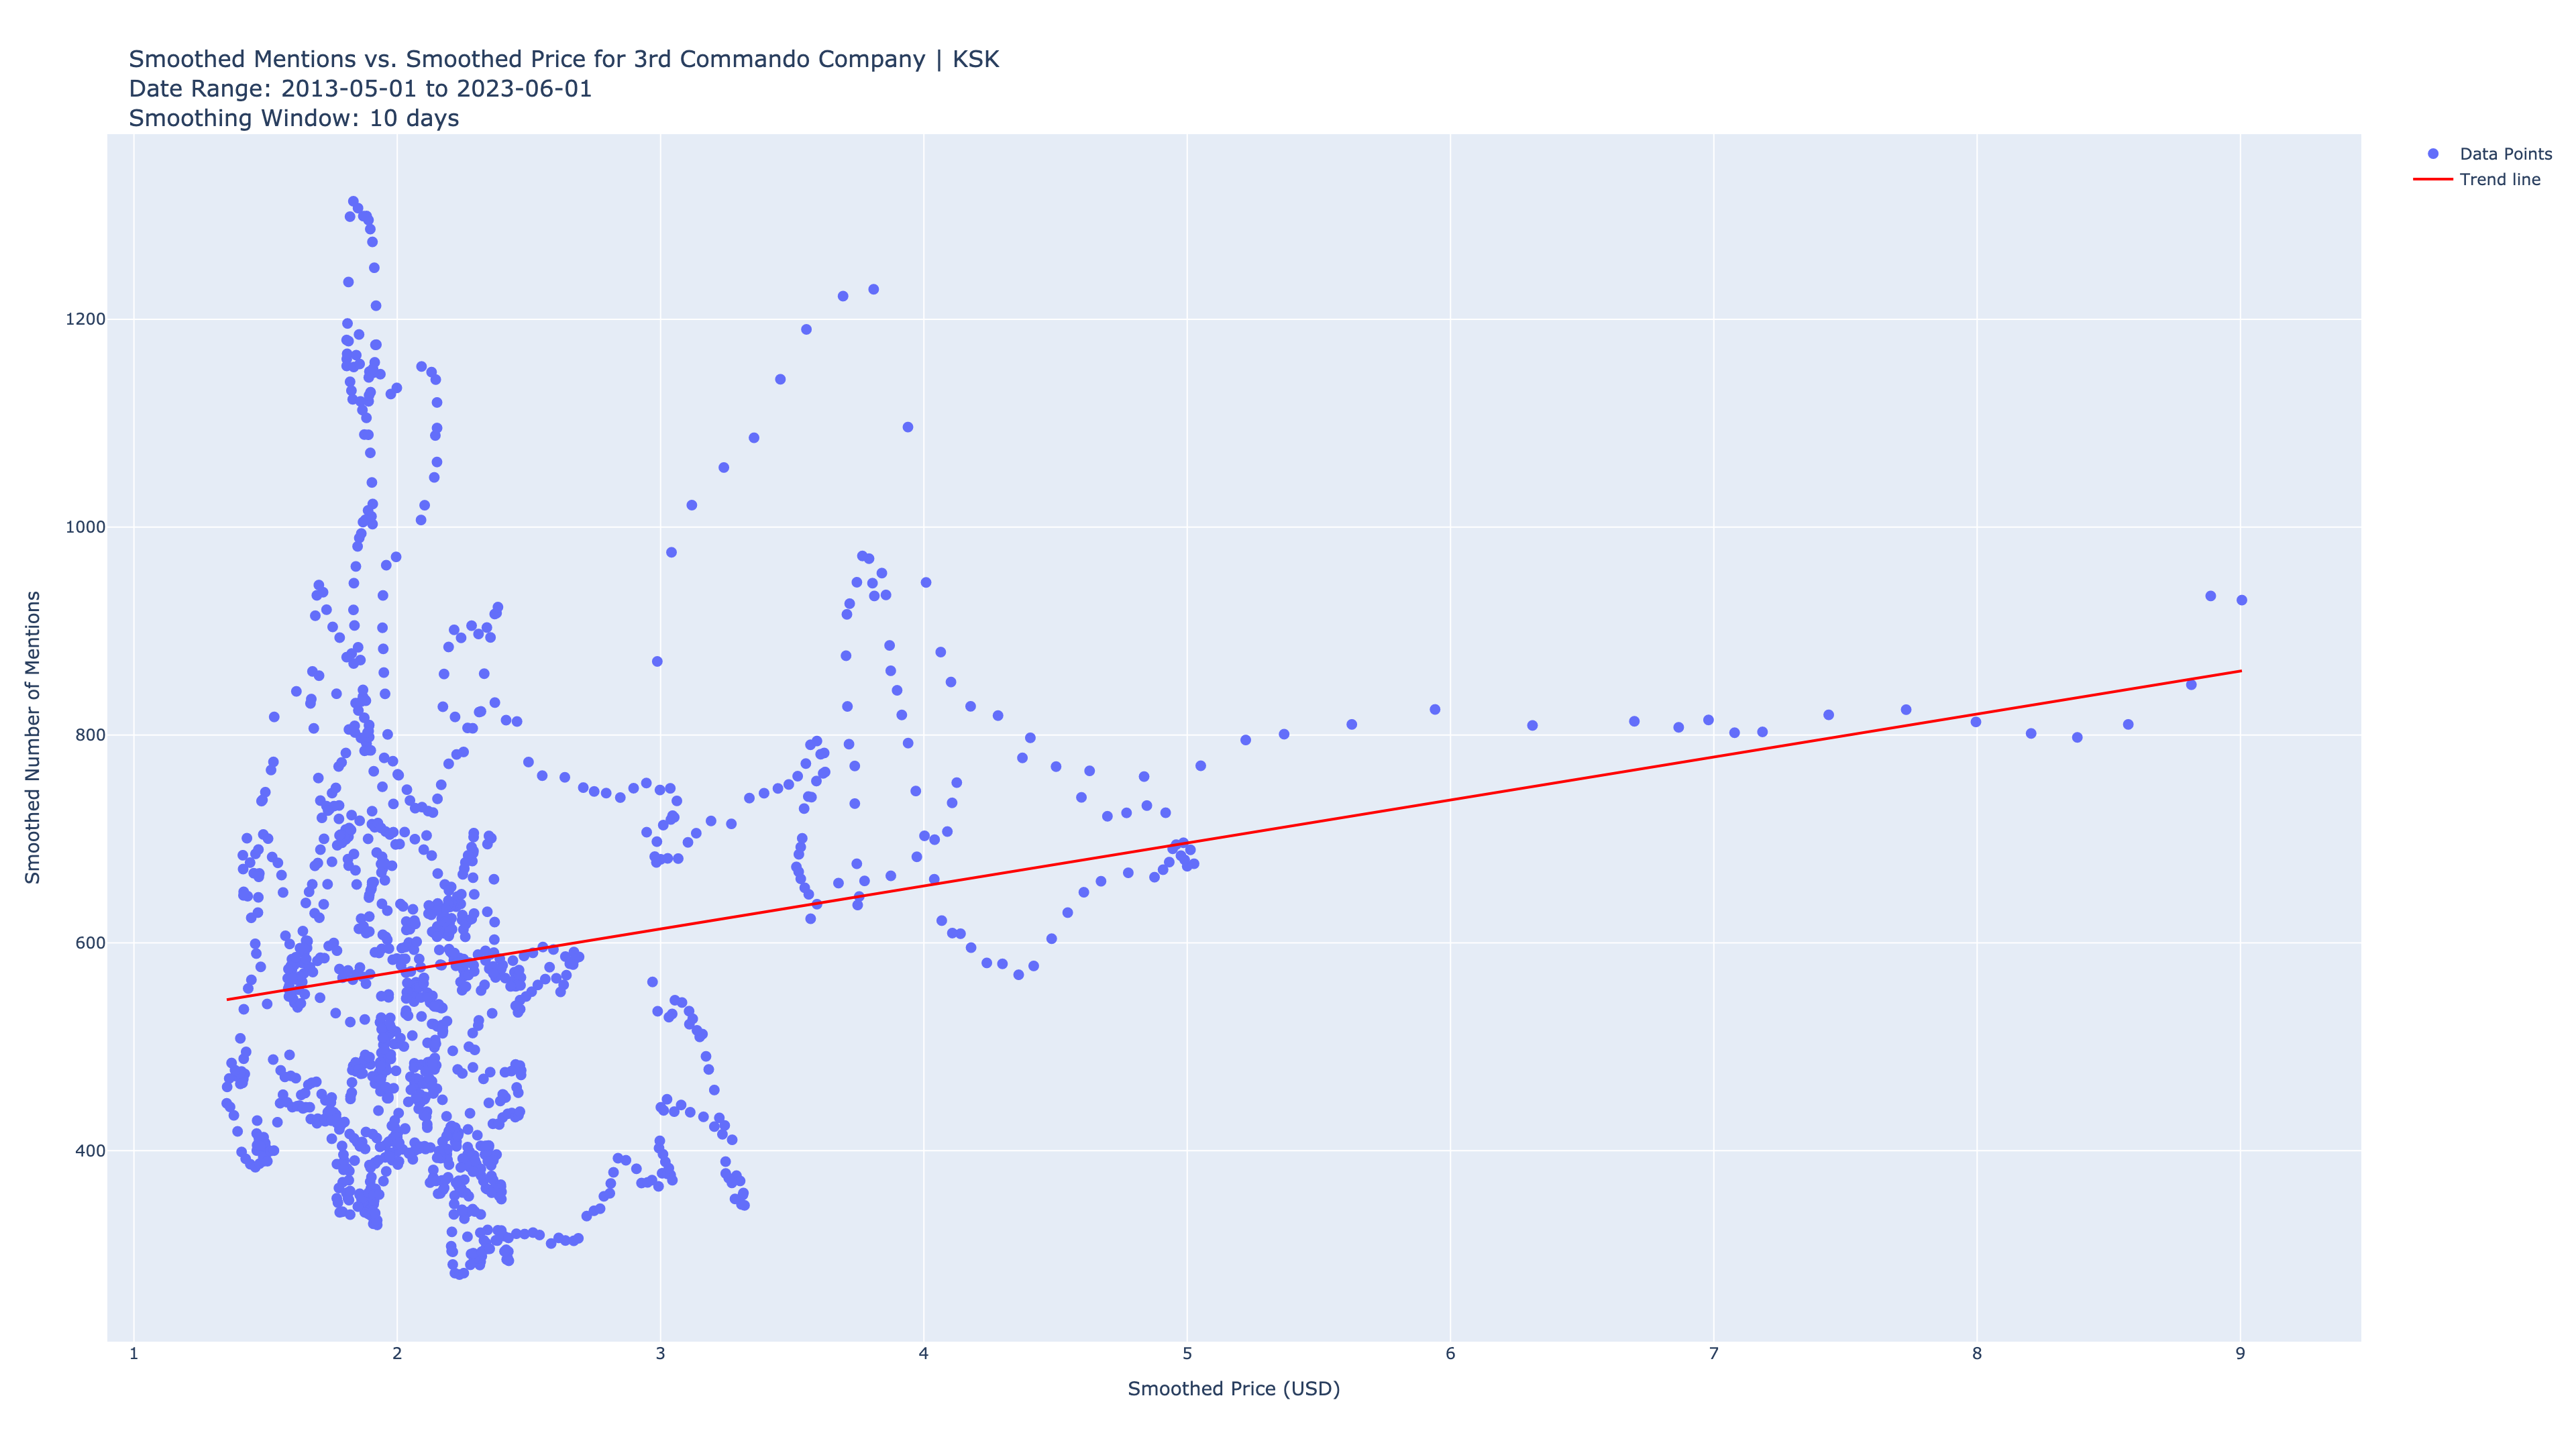 Smoothed Mentions vs. Smoothed Price for 3rd Commando Company | KSK
Date Range: 2013-05-01 to 2023-06-01
Smoothing Window: 10 days
Data Points
Trend line
Smoothed Number of Mentions
1200
1000
800
600
400
1 2 3 4 5 6 7 8 9
Smoothed Price (USD)